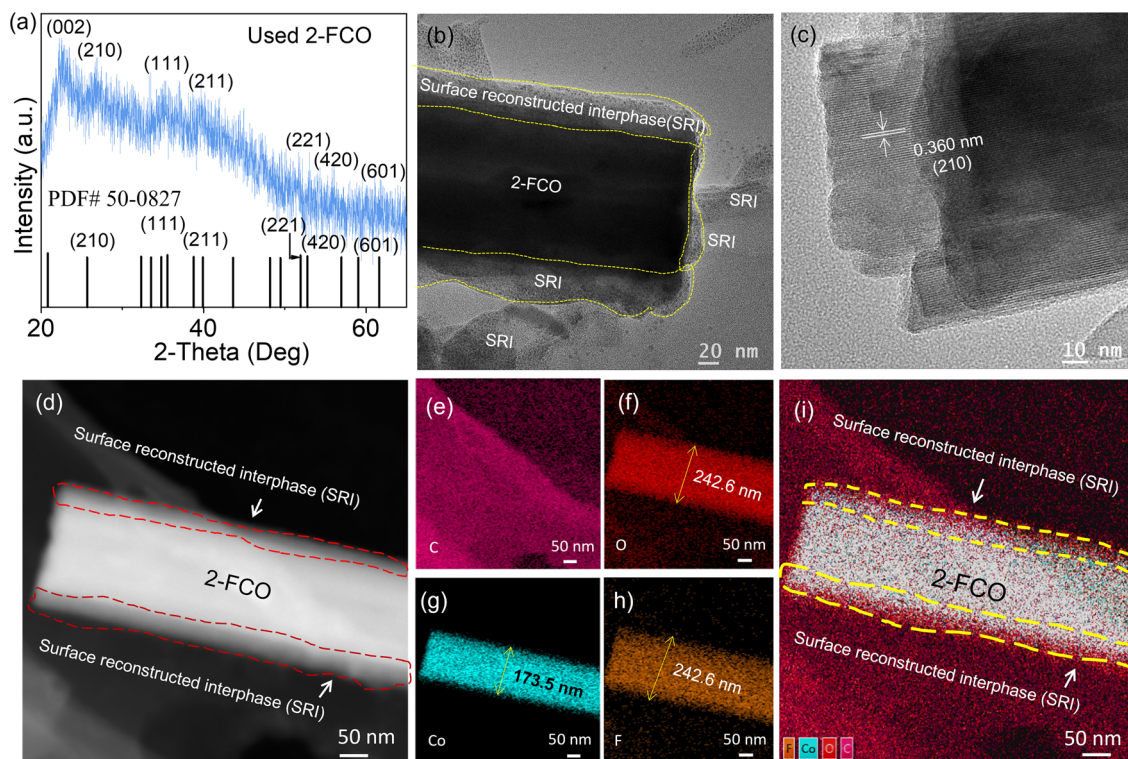 (a)
(002)
(210)
(111)
(211)
Used 2-FCO
(221)
(420)
(601)
PDF# 50-0827
(210)
(111)
(211)
(221)
(420)
(601)
Intensity (a.u.)
20
40
60
2-Theta (Deg)
(b)
Surface reconstructed interphase(SRI)
2-FCO
SRI
SRI
SRI
SRI
20 nm
(c)
0.360 nm
(210)
10 nm
(d)
Surface reconstructed interphase (SRI)
2-FCO
Surface reconstructed interphase (SRI)
50 nm
(e)
C
50 nm
(f)
242.6 nm
O
50 nm
(g)
173.5 nm
Co
50 nm
(h)
242.6 nm
F
50 nm
(i)
Surface reconstructed interphase (SRI)
2-FCO
Surface reconstructed interphase (SRI)
F Co O C
50 nm